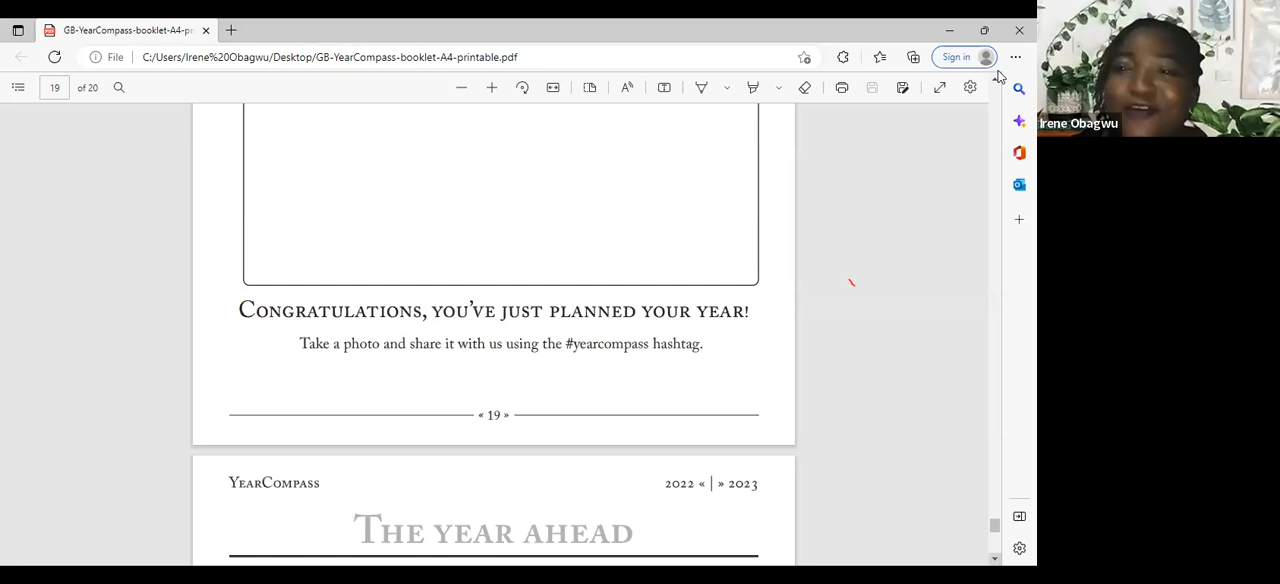 GB-YearCompass-booklet-A4-pr
File
C:/Users/Irene%20Obagwu/Desktop/GB-YearCompass-booklet-A4-printable.pdf
Sign in
19 of 20
Irene Obagwu
Congratulations, you've just planned your year!
Take a photo and share it with us using the #yearcompass hashtag.
« 19 »
YearCompass
2022 « | » 2023
The year ahead